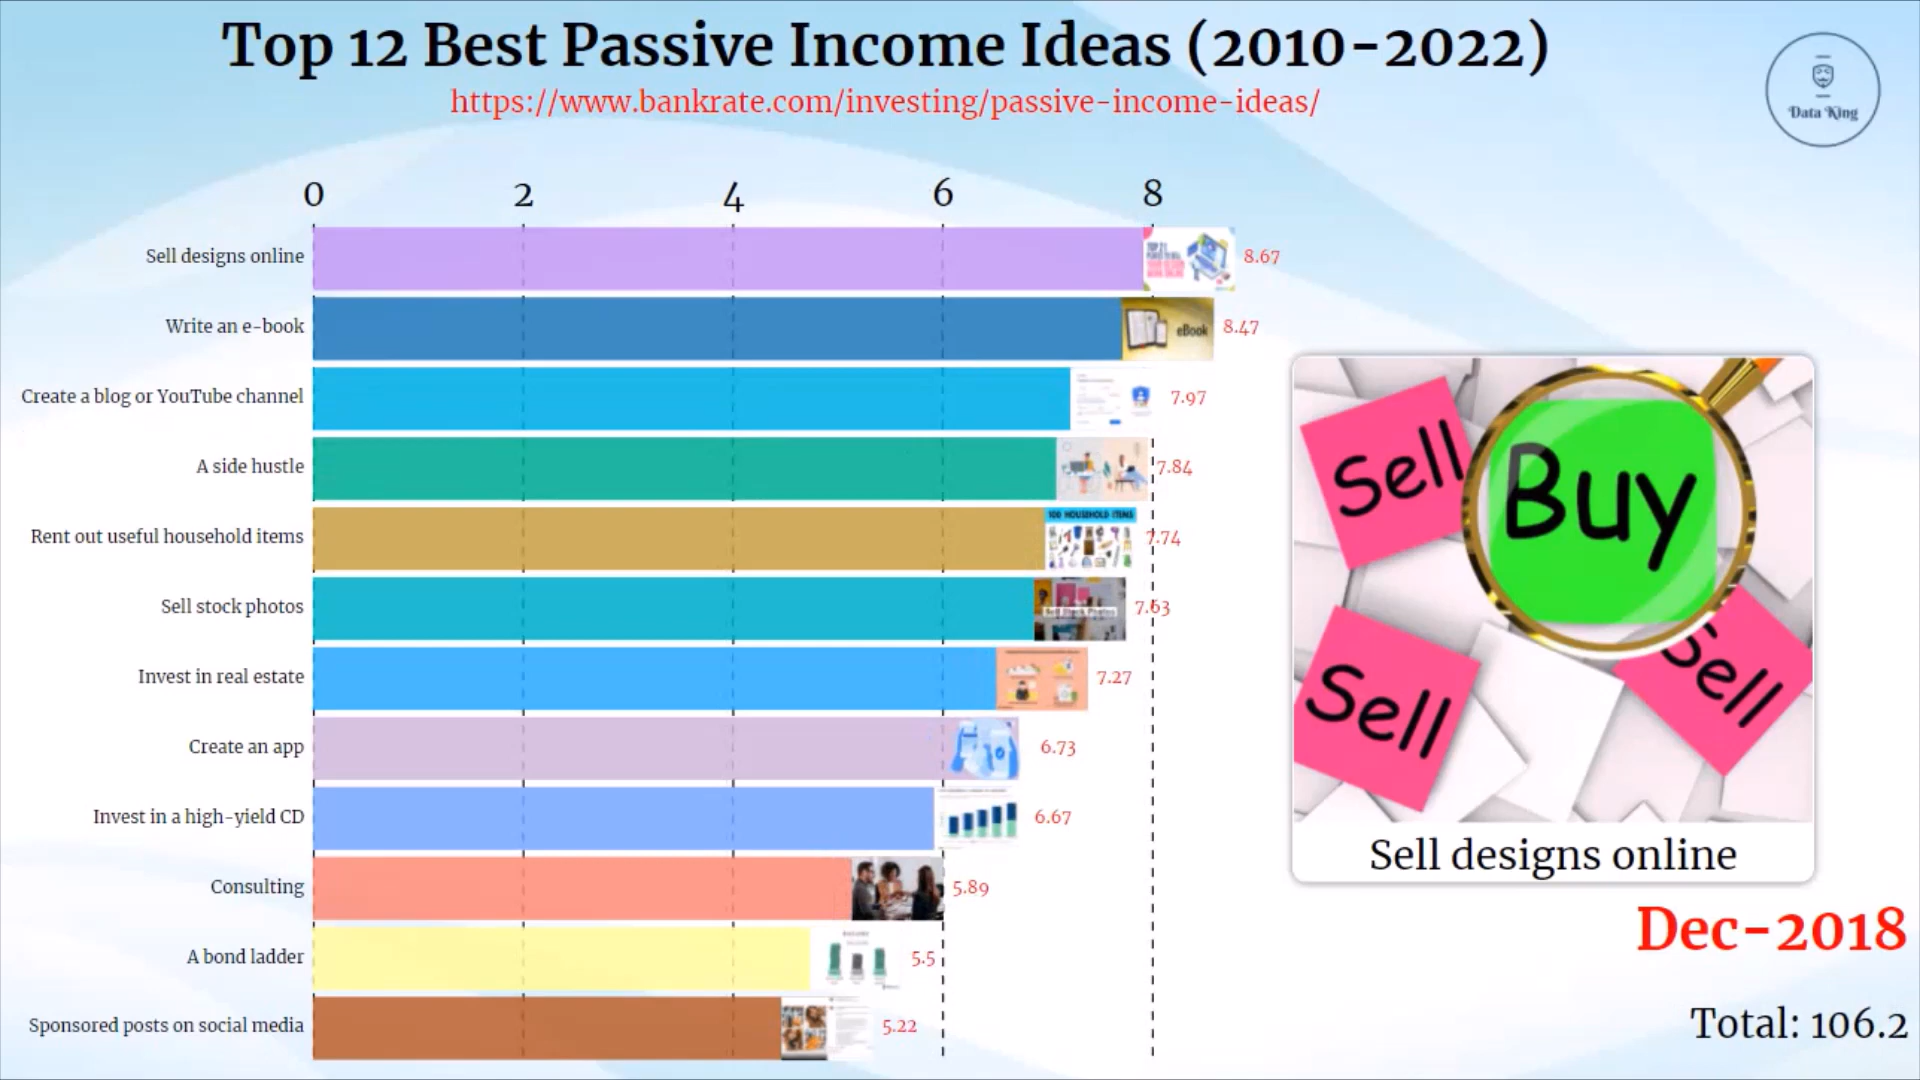 Top 12 Best Passive Income Ideas (2010-2022)
https://www.bankrate.com/investing/passive-income-ideas/
Data King
0 2 4 6 8
Sell designs online 8.67
Write an e-book eBook 8.47
Create a blog or YouTube channel 7.97
A side hustle 7.84
Rent out useful household items 100 HOUSEHOLD ITEMS 7.74
Sell stock photos Sell Stock Photos 7.63
Invest in real estate 7.27
Create an app 6.73
Invest in a high-yield CD 6.67
Consulting 5.89
A bond ladder 5.5
Sponsored posts on social media 5.22
Sell
Buy
Sell
Sell
Sell designs online
Dec-2018
Total: 106.2